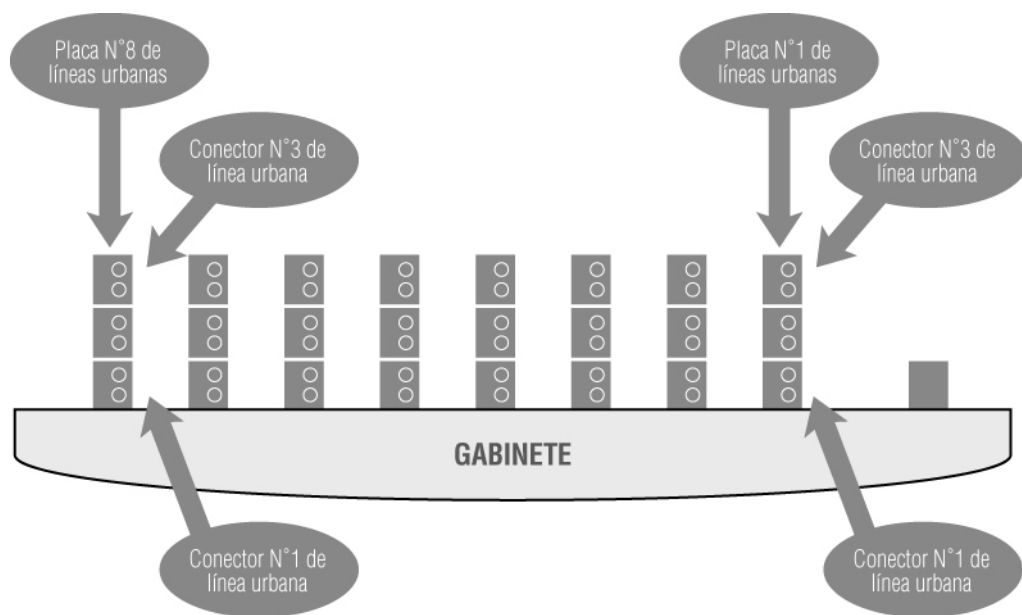 Placa N°8 de
líneas urbanas
Placa N°1 de
líneas urbanas
Conector N°3 de
línea urbana
Conector N°3 de
línea urbana
GABINETE
Conector N°1 de
línea urbana
Conector N°1 de
línea urbana